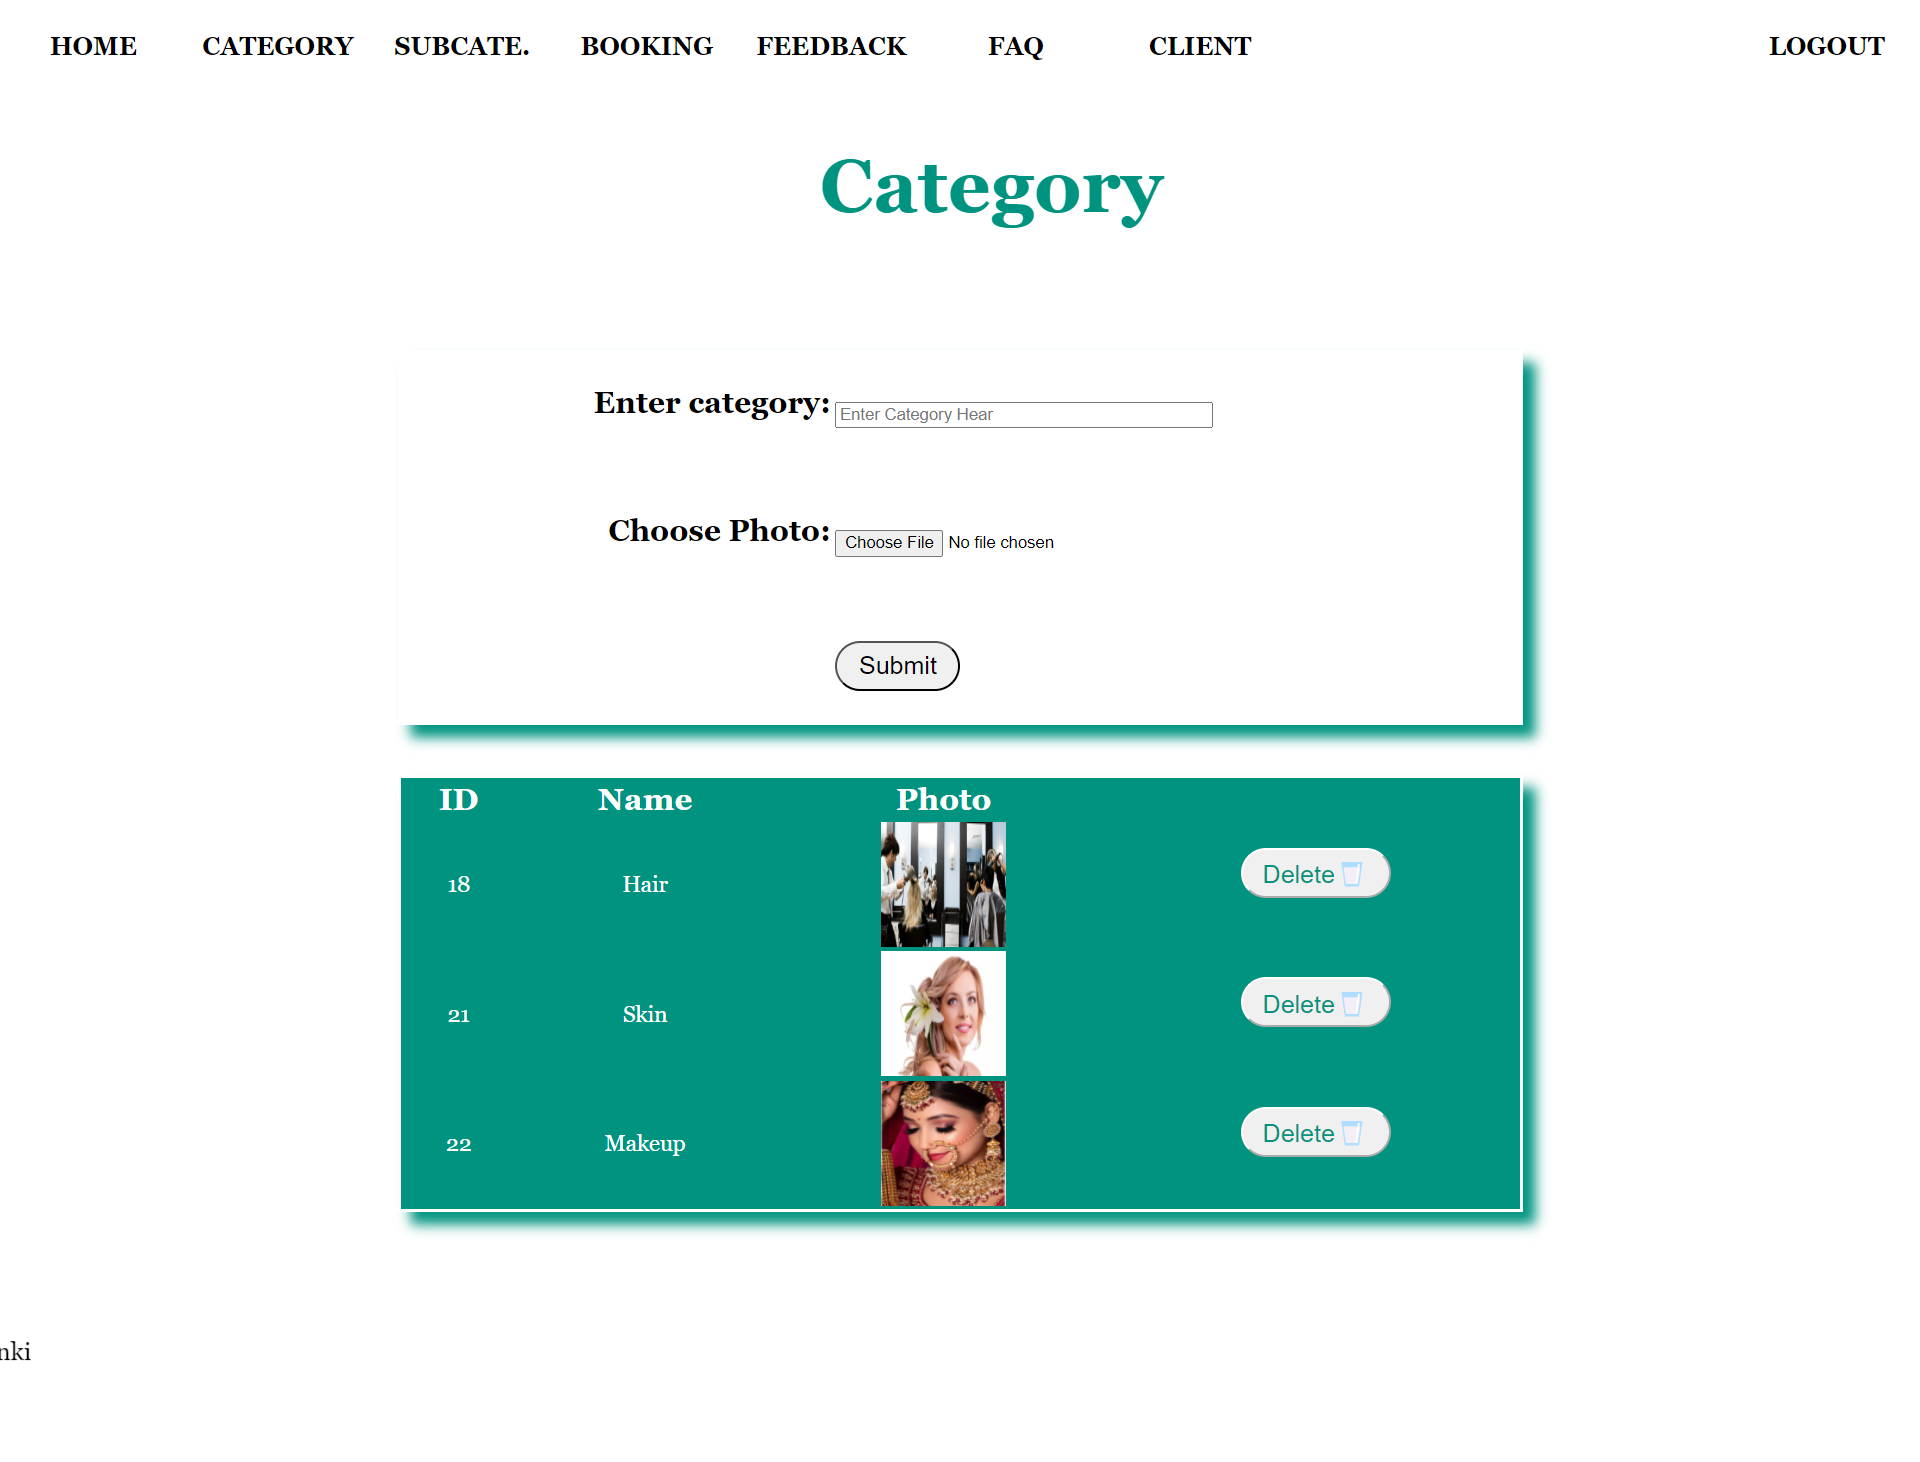 HOME CATEGORY SUBCATE. BOOKING FEEDBACK FAQ CLIENT LOGOUT
Category
Enter category: Enter Category Hear
Choose Photo: Choose File No file chosen
Submit
ID Name Photo
18 Hair Delete
21 Skin Delete
22 Makeup Delete
nki